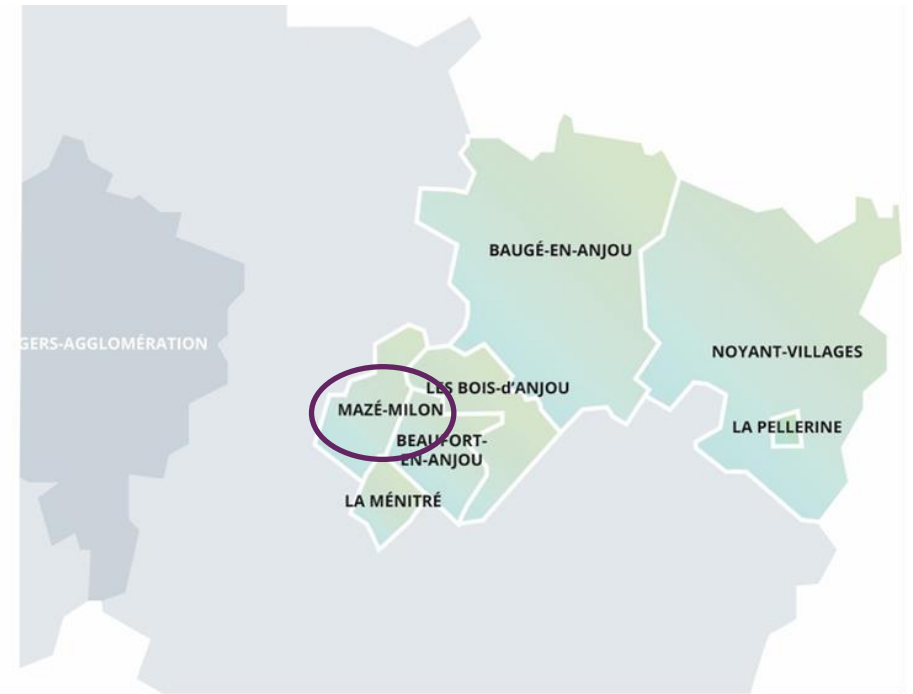 BAUGÉ-EN-ANJOU
GERS-AGGLOMÉRATION
NOYANT-VILLAGES
LES BOIS-d'ANJOU
MAZÉ-MILON
LA PELLERINE
BEAUFORT-
EN-ANJOU
LA MÉNITRÉ